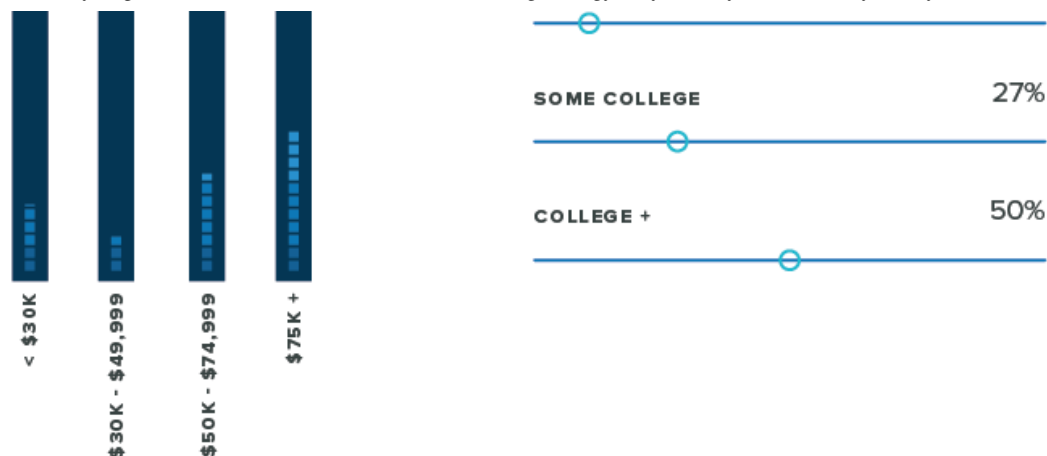 < $30K
$30K - $49,999
$50K - $74,999
$75K +
SOME COLLEGE
27%
COLLEGE +
50%